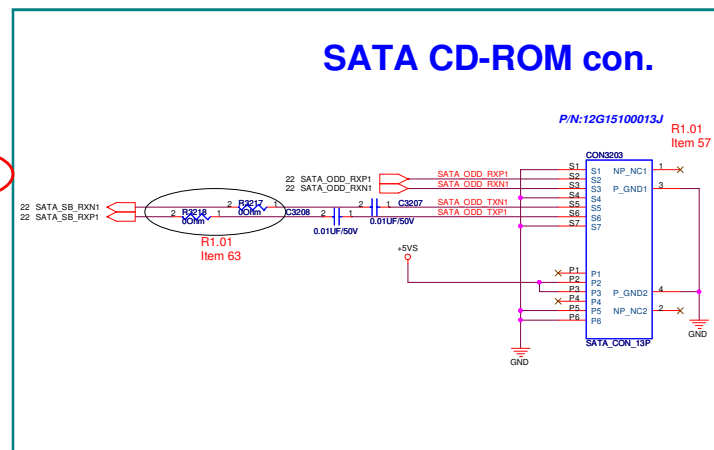 SATA CD-ROM con.
P/N:12G15100013J
R1.01
Item 57
CON3203
S1 S1 NP_NC1 1
22 SATA_ODD_RXP1 SATA_ODD_RXP1 S2 S2
22 SATA_ODD_RXN1 SATA_ODD_RXN1 S3 S3 P_GND1 3
S4 S4
22 SATA_SB_RXN1 2 R3217 1 2 1 C3207 SATA_ODD_TXN1 S5 S5
22 SATA_SB_RXP1 2 R3218 1 0Ohm C3208 2 1 SATA_ODD_TXP1 S6 S6
0Ohm 0.01UF/50V 0.01UF/50V S7 S7
R1.01
Item 63
+5VS
P1 P1
P2 P2
P3 P3 P_GND2 4
P4 P4
P5 P5 NP_NC2 2
P6 P6
GND
SATA_CON_13P
GND